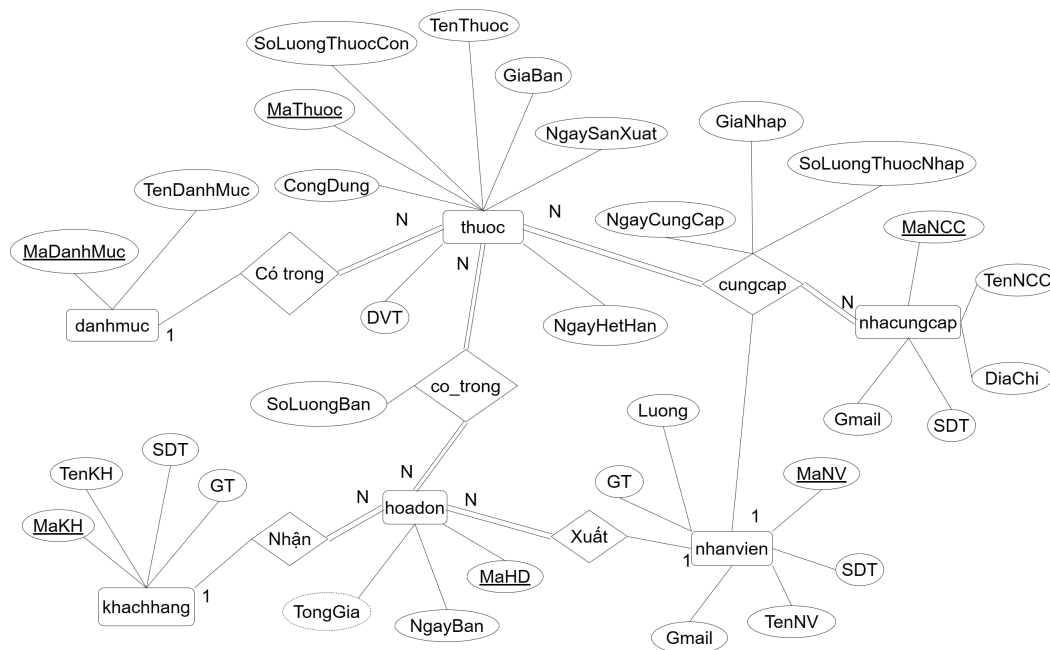 TenThuoc
SoLuongThuocCon
GiaBan
MaThuoc
GiaNhap
NgaySanXuat
SoLuongThuocNhap
CongDung
TenDanhMuc
N
N
NgayCungCap
thuoc
MaNCC
MaDanhMuc
N
Có trong
cungcap
TenNCC
N
DVT
NgayHetHan
danhmuc
1
nhacungcap
DiaChi
co_trong
SoLuongBan
Luong
Gmail
SDT
SDT
TenKH
N
MaNV
GT
GT
N
N
hoadon
MaKH
1
Nhận
Xuất
nhanvien
1
SDT
MaHD
1
khachhang
TongGia
NgayBan
TenNV
Gmail